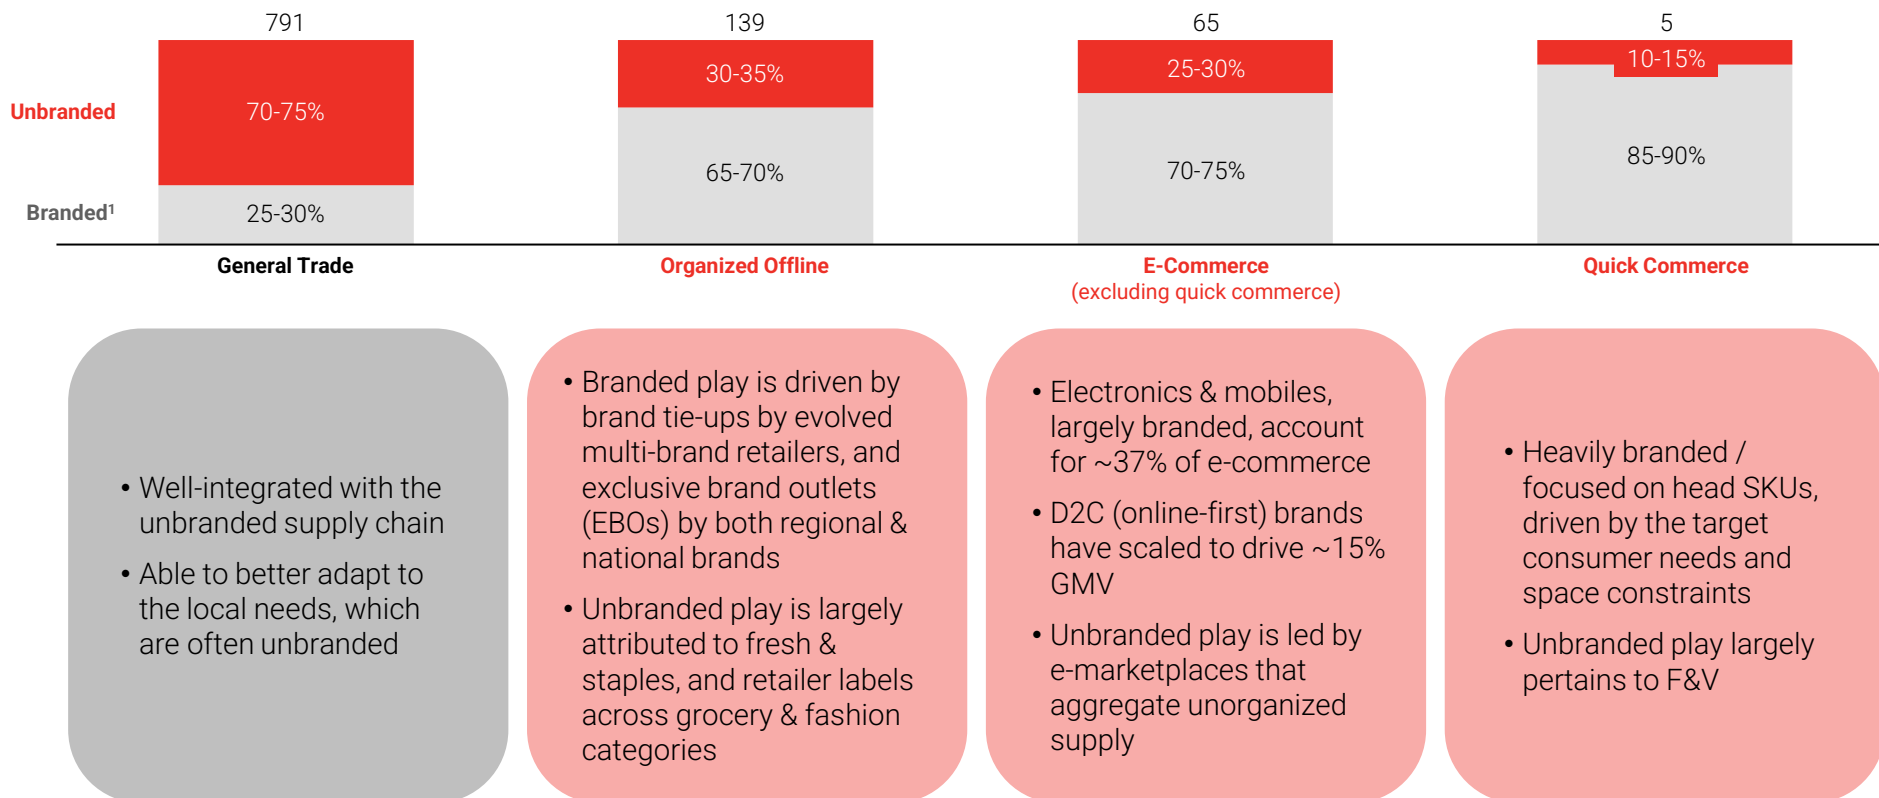 791
139
65
5
Unbranded
70-75%
30-35%
25-30%
10-15%
Branded¹
25-30%
65-70%
70-75%
85-90%
General Trade
Organized Offline
E-Commerce
(excluding quick commerce)
Quick Commerce
• Well-integrated with the
unbranded supply chain
• Able to better adapt to
the local needs, which
are often unbranded
• Branded play is driven by
brand tie-ups by evolved
multi-brand retailers, and
exclusive brand outlets
(EBOs) by both regional &
national brands
• Unbranded play is largely
attributed to fresh &
staples, and retailer labels
across grocery & fashion
categories
• Electronics & mobiles,
largely branded, account
for ~37% of e-commerce
• D2C (online-first) brands
have scaled to drive ~15%
GMV
• Unbranded play is led by
e-marketplaces that
aggregate unorganized
supply
• Heavily branded /
focused on head SKUs,
driven by the target
consumer needs and
space constraints
• Unbranded play largely
pertains to F&V